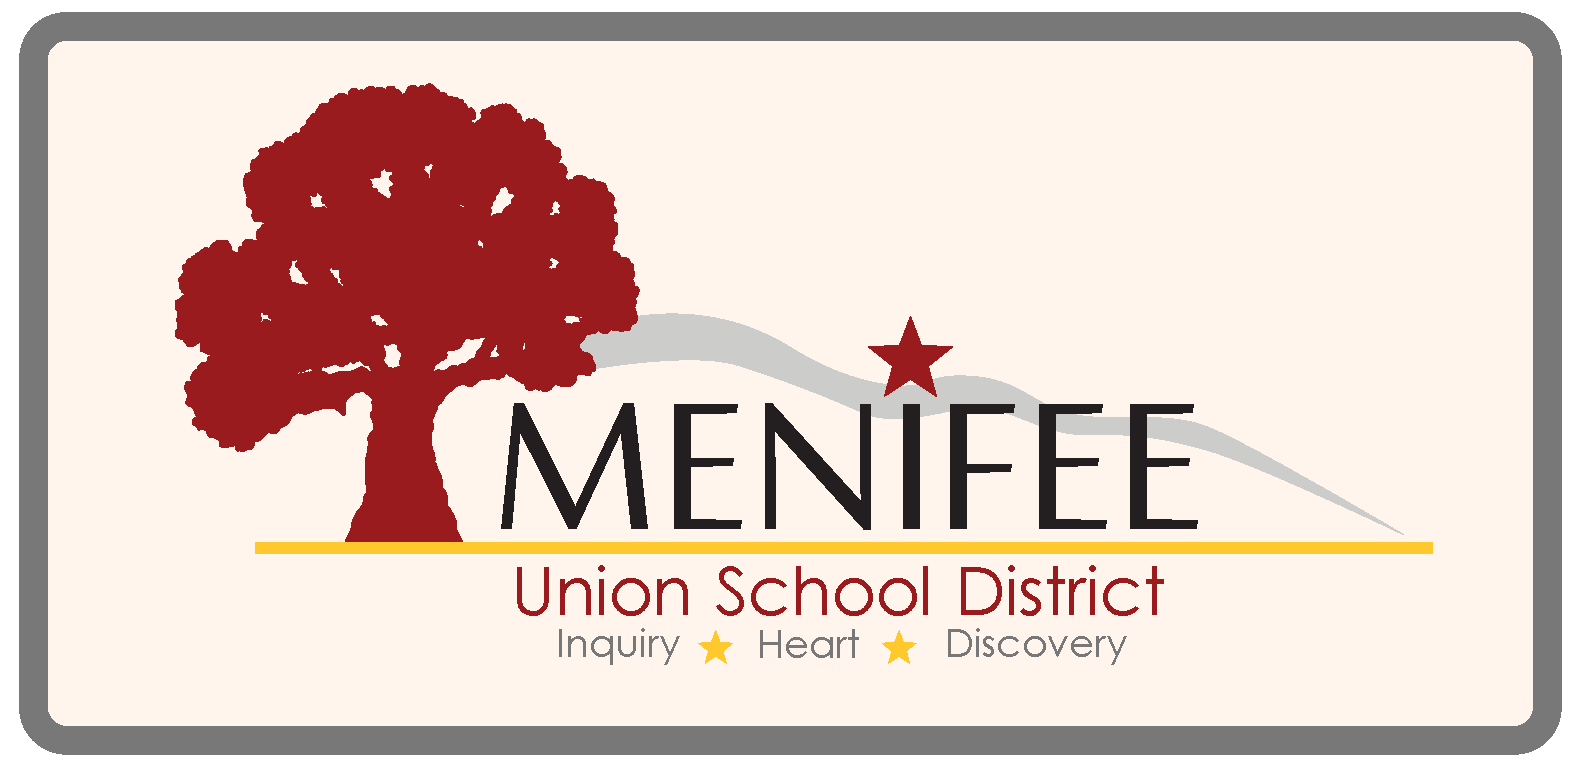 MENIFEE
Union School District
Inquiry Heart Discovery